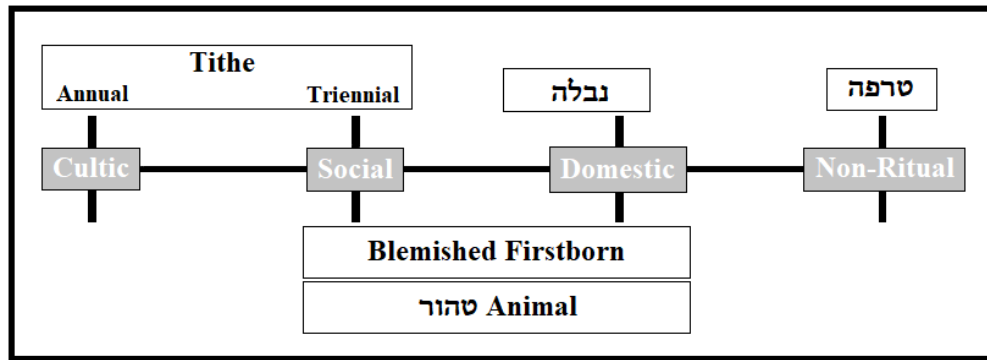 Tithe
Annual Triennial
נבלה
טרפה
Cultic Social Domestic Non-Ritual
Blemished Firstborn
טהור Animal